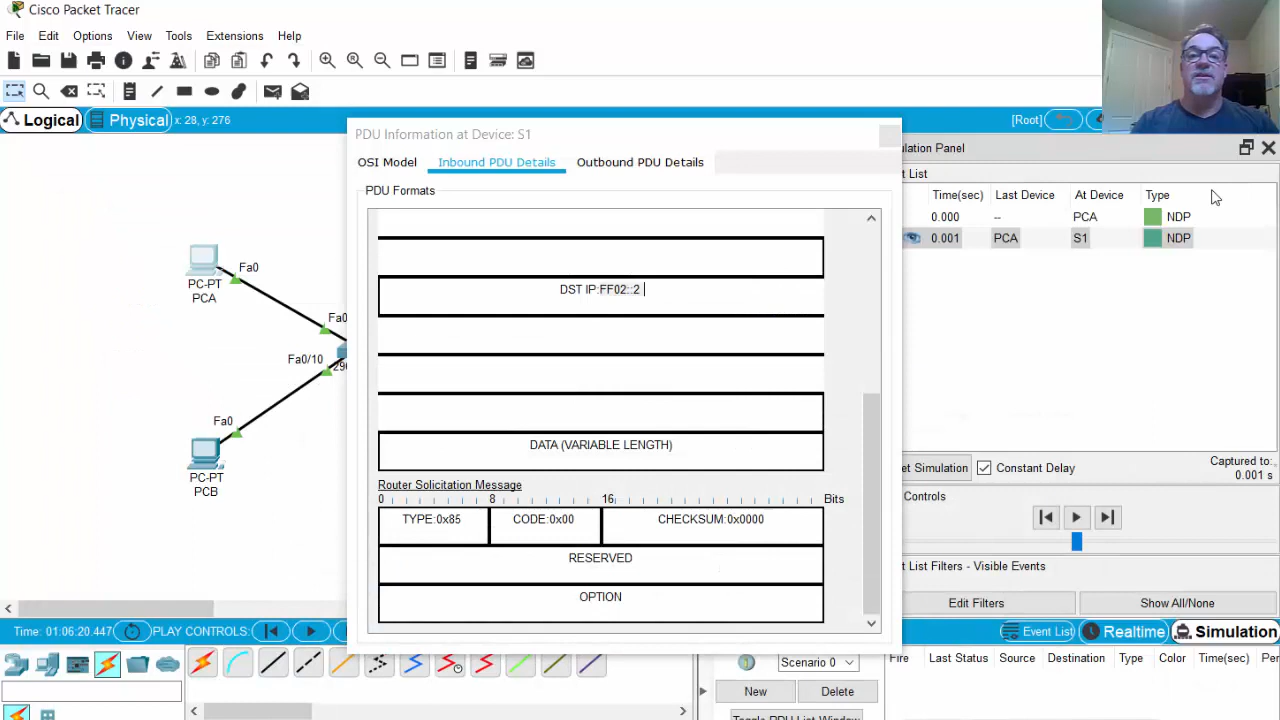 Cisco Packet Tracer
File Edit Options View Tools Extensions Help
Logical Physical x: 28, y: 276 [Root]
PC-PT
PCA
Fa0
Fa0
Fa0/10
296
Fa0
PC-PT
PCB
PDU Information at Device: S1
OSI Model Inbound PDU Details Outbound PDU Details
PDU Formats
DST IP:FF02::2
DATA (VARIABLE LENGTH)
Router Solicitation Message
0 8 16 Bits
TYPE:0x85 CODE:0x00 CHECKSUM:0x0000
RESERVED
OPTION
ulation Panel
t List
Time(sec) Last Device At Device Type
0.000 -- PCA NDP
0.001 PCA S1 NDP
et Simulation Constant Delay Captured to:
0.001 s
Controls
t List Filters - Visible Events
Edit Filters Show All/None
Time: 01:06:20.447 PLAY CONTROLS: Event List Realtime Simulation
Scenario 0
New Delete
Toggle PDU List Window
Fire Last Status Source Destination Type Color Time(sec) Per